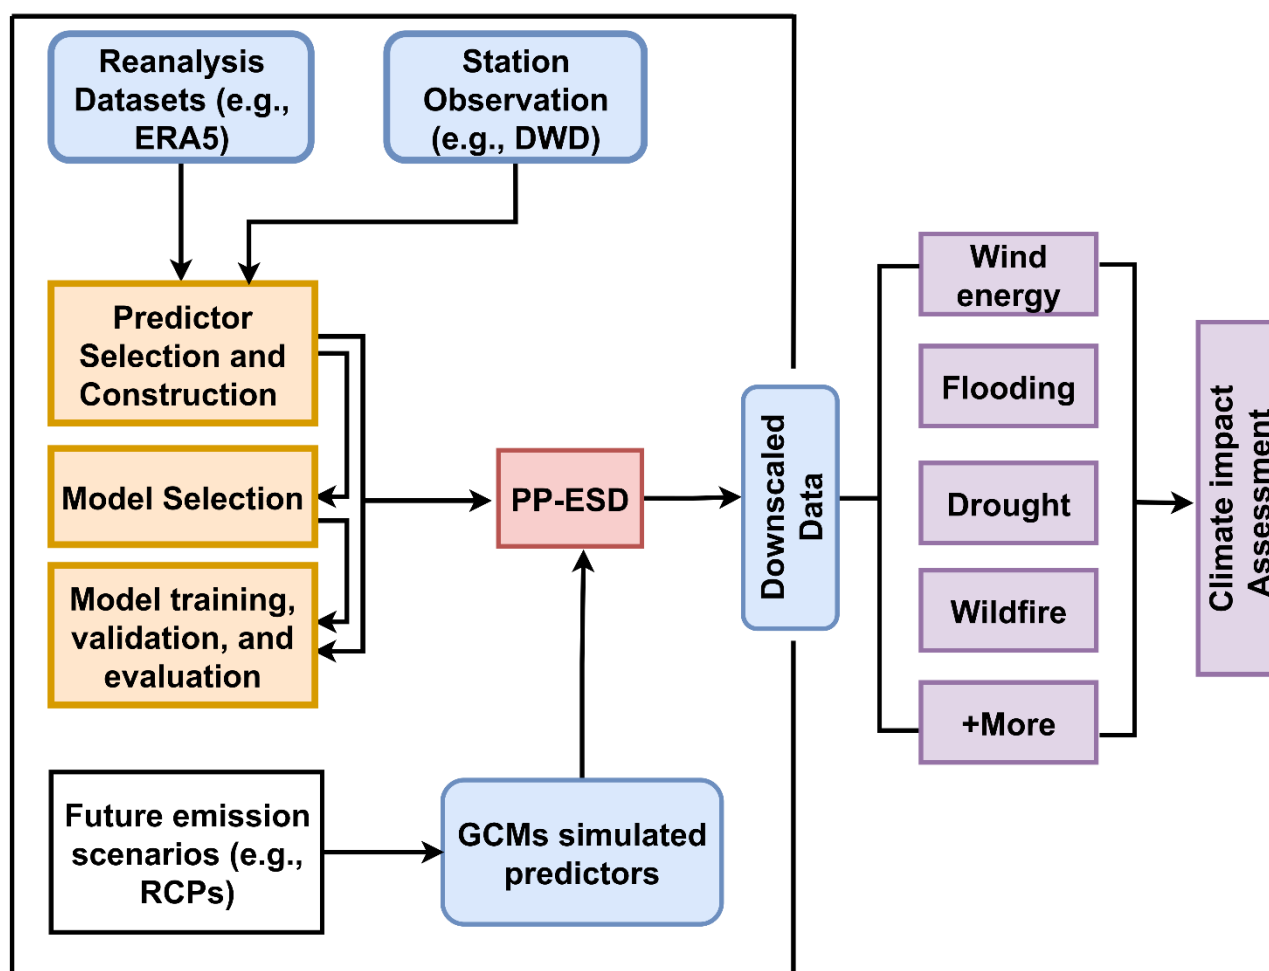 Reanalysis
Datasets (e.g.,
ERA5)
Station
Observation
(e.g., DWD)
Predictor
Selection and
Construction
Model Selection
Model training,
validation, and
evaluation
Future emission
scenarios (e.g.,
RCPs)
GCMs simulated
predictors
PP-ESD
Downscaled
Data
Wind
energy
Flooding
Drought
Wildfire
+More
Climate impact
Assessment